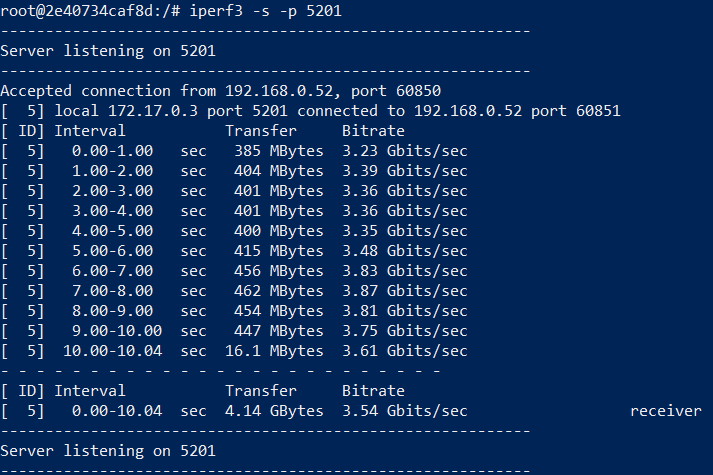 root@2e40734caf8d:/# iperf3 -s -p 5201
-----------------------------------------------------------
Server listening on 5201
-----------------------------------------------------------
Accepted connection from 192.168.0.52, port 60850
[  5] local 172.17.0.3 port 5201 connected to 192.168.0.52 port 60851
[ ID] Interval           Transfer     Bitrate
[  5]   0.00-1.00   sec   385 MBytes  3.23 Gbits/sec
[  5]   1.00-2.00   sec   404 MBytes  3.39 Gbits/sec
[  5]   2.00-3.00   sec   401 MBytes  3.36 Gbits/sec
[  5]   3.00-4.00   sec   401 MBytes  3.36 Gbits/sec
[  5]   4.00-5.00   sec   400 MBytes  3.35 Gbits/sec
[  5]   5.00-6.00   sec   415 MBytes  3.48 Gbits/sec
[  5]   6.00-7.00   sec   456 MBytes  3.83 Gbits/sec
[  5]   7.00-8.00   sec   462 MBytes  3.87 Gbits/sec
[  5]   8.00-9.00   sec   454 MBytes  3.81 Gbits/sec
[  5]   9.00-10.00  sec   447 MBytes  3.75 Gbits/sec
[  5]  10.00-10.04  sec  16.1 MBytes  3.61 Gbits/sec
- - - - - - - - - - - - - - - - - - - - - - - - -
[ ID] Interval           Transfer     Bitrate
[  5]   0.00-10.04  sec  4.14 GBytes  3.54 Gbits/sec                  receiver
-----------------------------------------------------------
Server listening on 5201
-----------------------------------------------------------